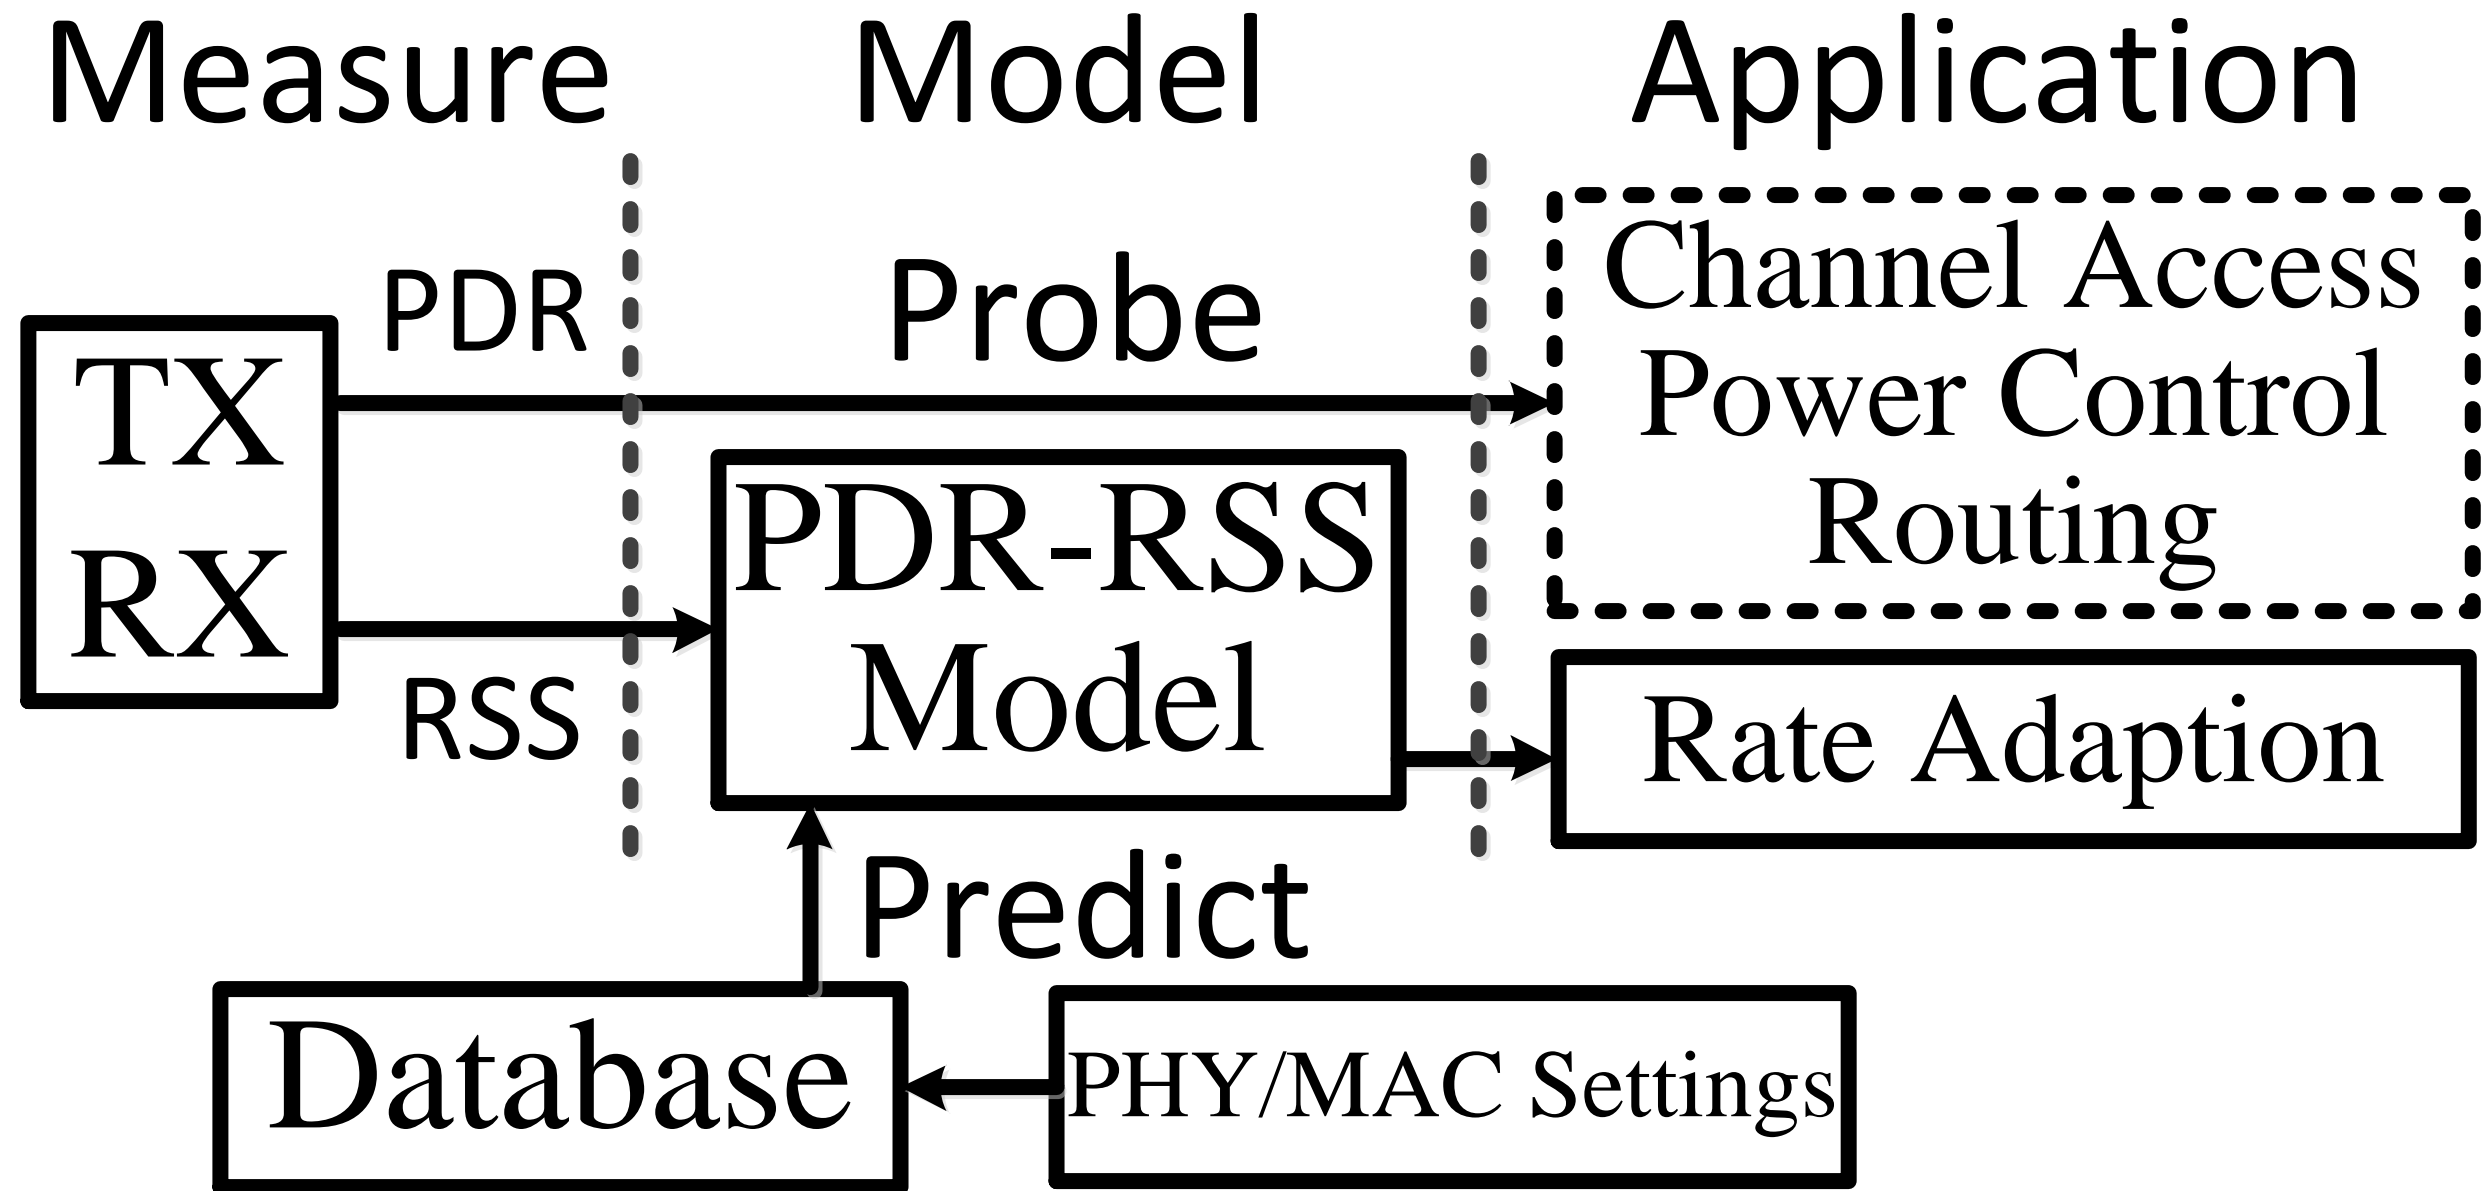 Measure
Model
Application
PDR
Probe
Channel Access
Power Control
Routing
TX
RX
PDR-RSS
Model
RSS
Rate Adaption
Predict
Database
PHY/MAC Settings